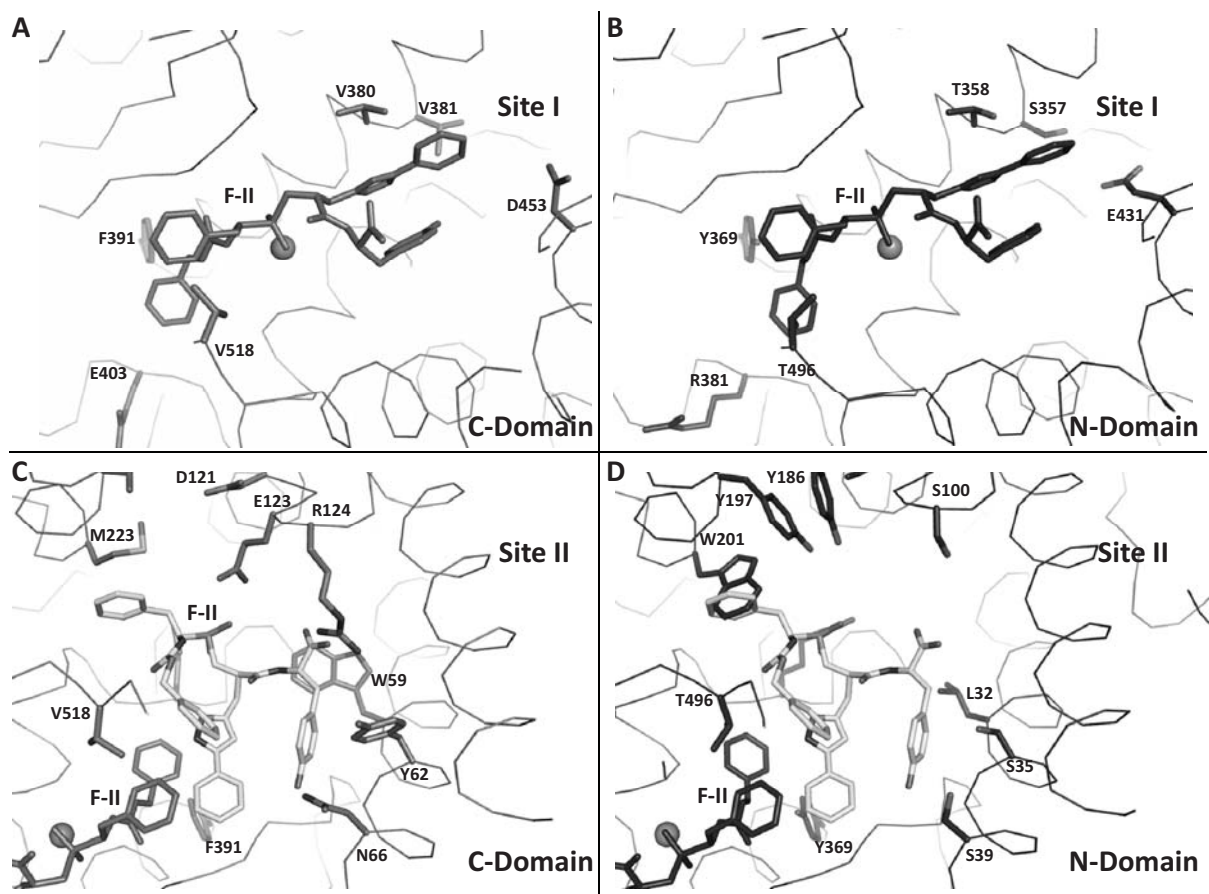 A
V380
V381
Site I
F-II
D453
F391
V518
E403
C-Domain
B
T358
S357
Site I
F-II
E431
Y369
T496
R381
N-Domain
C
D121
E123
R124
M223
Site II
F-II
W59
V518
Y62
F-II
F391
N66
C-Domain
D
Y186
Y197
S100
W201
Site II
T496
L32
S35
F-II
Y369
S39
N-Domain